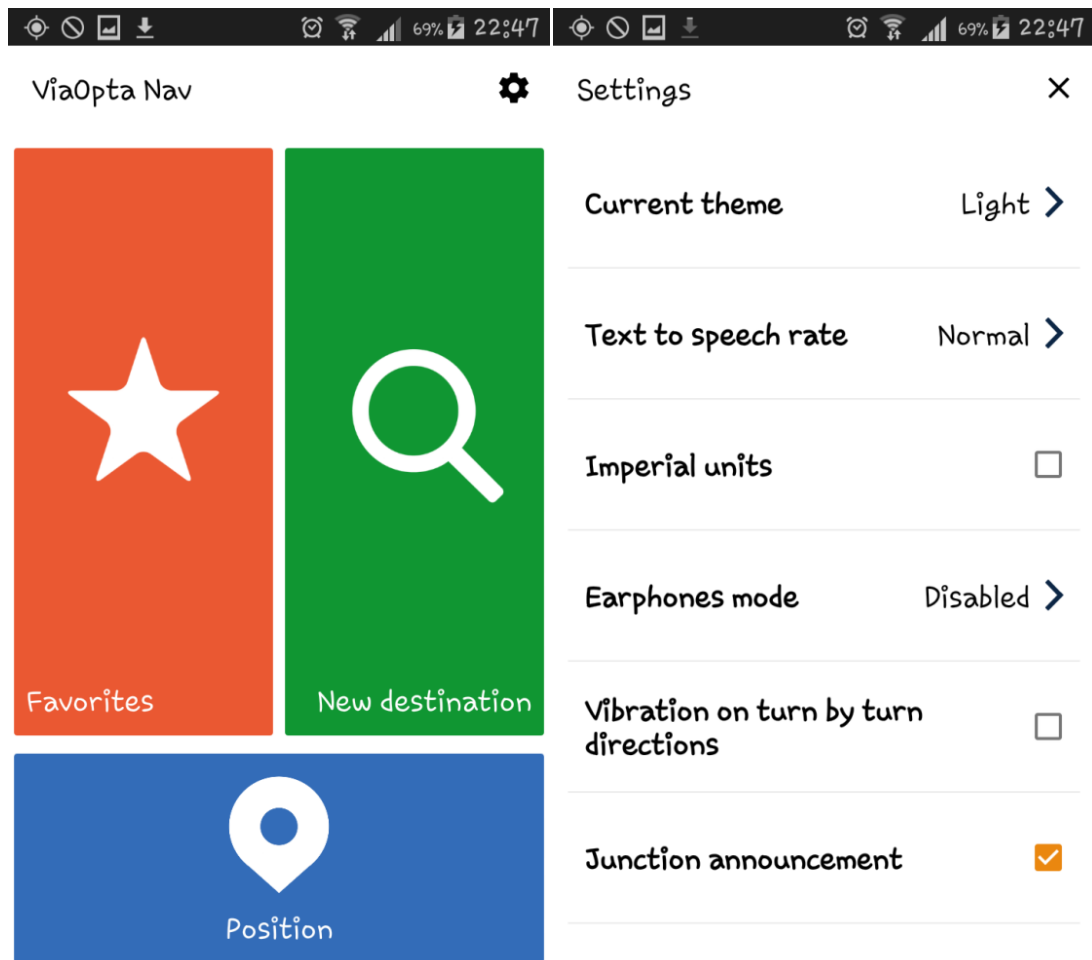 69% 22:47
ViaOpta Nav
Favorites
New destination
Position
69% 22:47
Settings
Current theme Light
Text to speech rate Normal
Imperial units
Earphones mode Disabled
Vibration on turn by turn
directions
Junction announcement